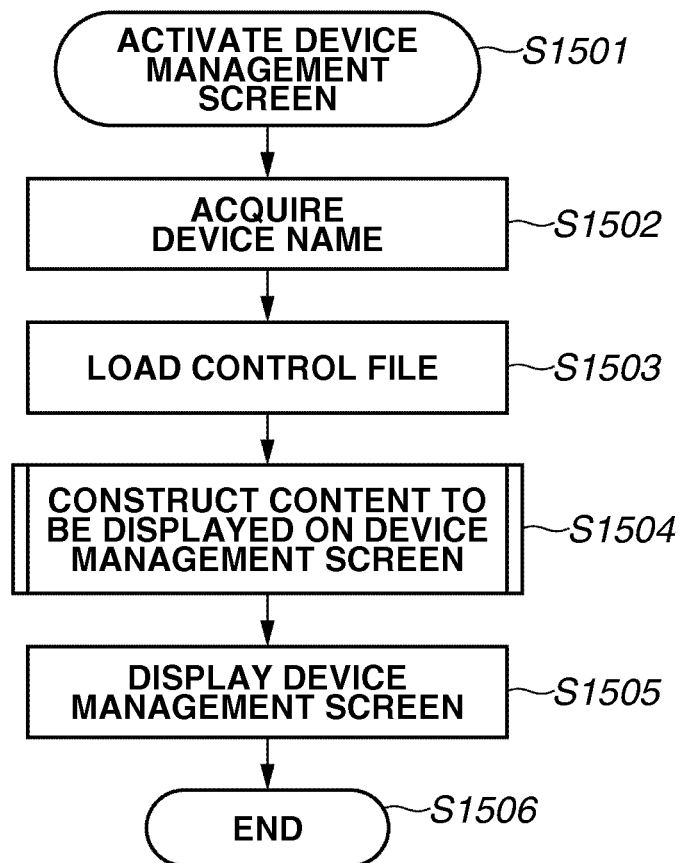 ACTIVATE DEVICE
MANAGEMENT
SCREEN
S1501
ACQUIRE
DEVICE NAME
S1502
LOAD CONTROL FILE
S1503
CONSTRUCT CONTENT TO
BE DISPLAYED ON DEVICE
MANAGEMENT SCREEN
S1504
DISPLAY DEVICE
MANAGEMENT SCREEN
S1505
END
S1506